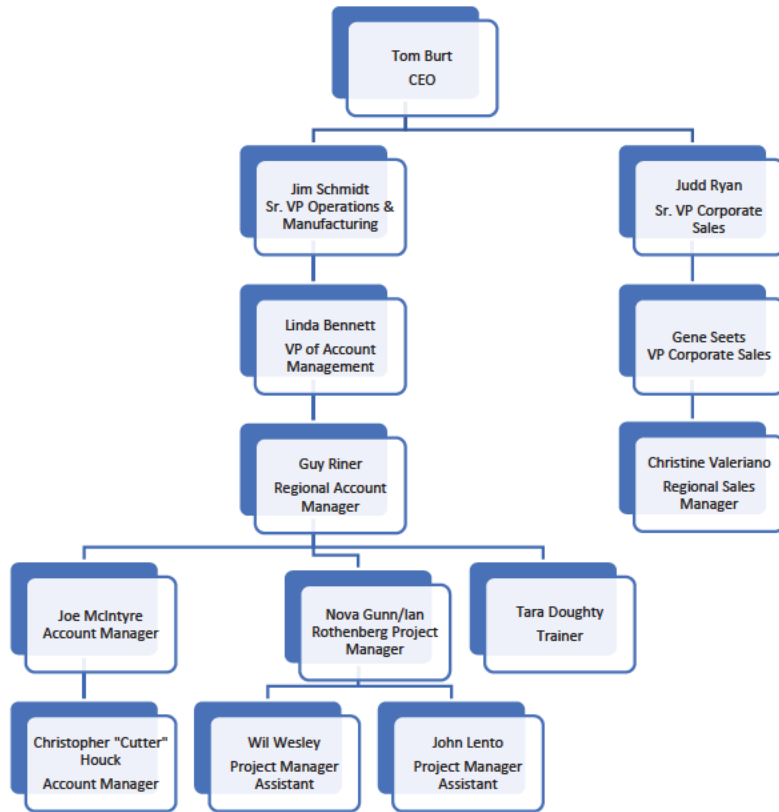 Tom Burt
CEO
Jim Schmidt
Sr. VP Operations &
Manufacturing
Judd Ryan
Sr. VP Corporate
Sales
Linda Bennett
VP of Account
Management
Gene Seets
VP Corporate Sales
Guy Riner
Regional Account
Manager
Christine Valeriano
Regional Sales
Manager
Joe McIntyre
Account Manager
Nova Gunn/Ian
Rothenberg Project
Manager
Tara Doughty
Trainer
Christopher "Cutter"
Houck
Account Manager
Wil Wesley
Project Manager
Assistant
John Lento
Project Manager
Assistant